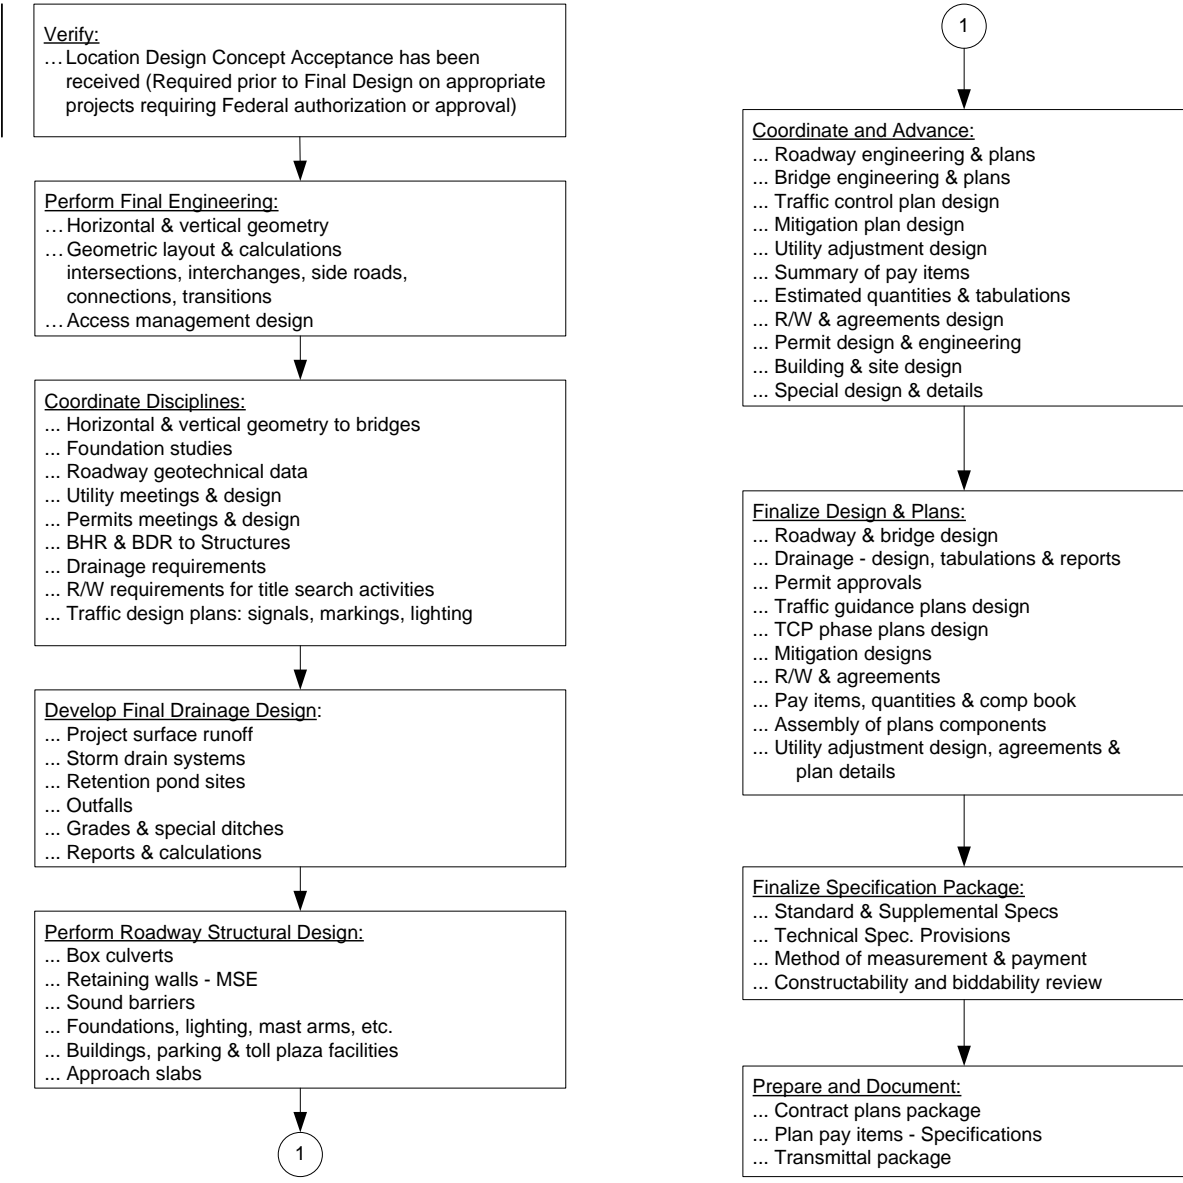 Verify:
…Location Design Concept Acceptance has been
received (Required prior to Final Design on appropriate
projects requiring Federal authorization or approval)
Perform Final Engineering:
…Horizontal & vertical geometry
…Geometric layout & calculations
intersections, interchanges, side roads,
connections, transitions
…Access management design
Coordinate Disciplines:
... Horizontal & vertical geometry to bridges
... Foundation studies
... Roadway geotechnical data
... Utility meetings & design
... Permits meetings & design
... BHR & BDR to Structures
... Drainage requirements
... R/W requirements for title search activities
... Traffic design plans: signals, markings, lighting
Develop Final Drainage Design:
... Project surface runoff
... Storm drain systems
... Retention pond sites
... Outfalls
... Grades & special ditches
... Reports & calculations
Perform Roadway Structural Design:
... Box culverts
... Retaining walls - MSE
... Sound barriers
... Foundations, lighting, mast arms, etc.
... Buildings, parking & toll plaza facilities
... Approach slabs
1
1
Coordinate and Advance:
... Roadway engineering & plans
... Bridge engineering & plans
... Traffic control plan design
... Mitigation plan design
... Utility adjustment design
... Summary of pay items
... Estimated quantities & tabulations
... R/W & agreements design
... Permit design & engineering
... Building & site design
... Special design & details
Finalize Design & Plans:
... Roadway & bridge design
... Drainage - design, tabulations & reports
... Permit approvals
... Traffic guidance plans design
... TCP phase plans design
... Mitigation designs
... R/W & agreements
... Pay items, quantities & comp book
... Assembly of plans components
... Utility adjustment design, agreements &
plan details
Finalize Specification Package:
... Standard & Supplemental Specs
... Technical Spec. Provisions
... Method of measurement & payment
... Constructability and biddability review
Prepare and Document:
... Contract plans package
... Plan pay items - Specifications
... Transmittal package